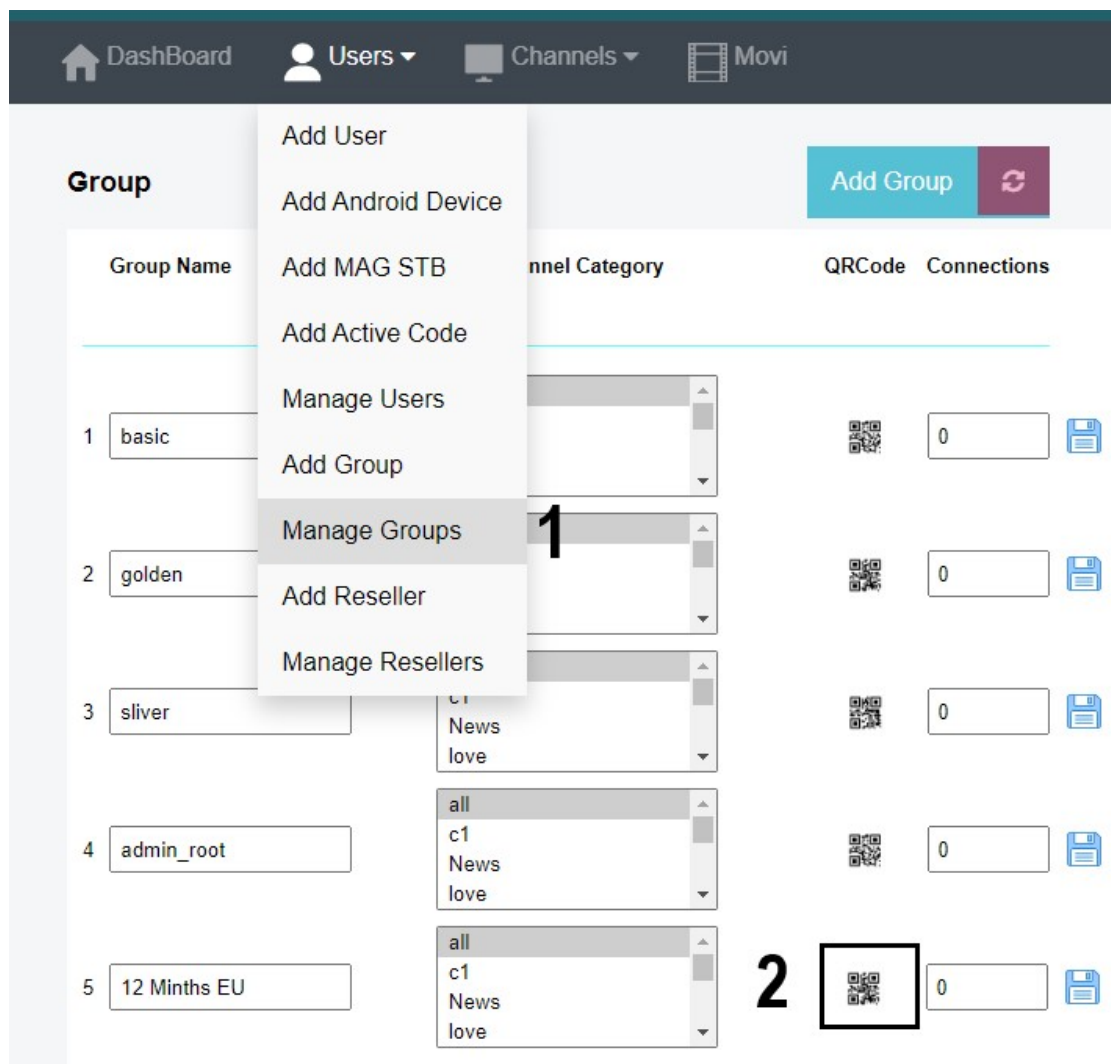 DashBoard Users Channels Movi
Add User
Group
Add Group
Add Android Device
Group Name
Add MAG STB
nnel Category
QRCode Connections
Add Active Code
Manage Users
1 basic
0
Add Group
Manage Groups
1
2 golden
0
Add Reseller
Manage Resellers
c1
3 sliver
0
News
love
all
c1
4 admin_root
0
News
love
all
c1
5 12 Minths EU
2
0
News
love